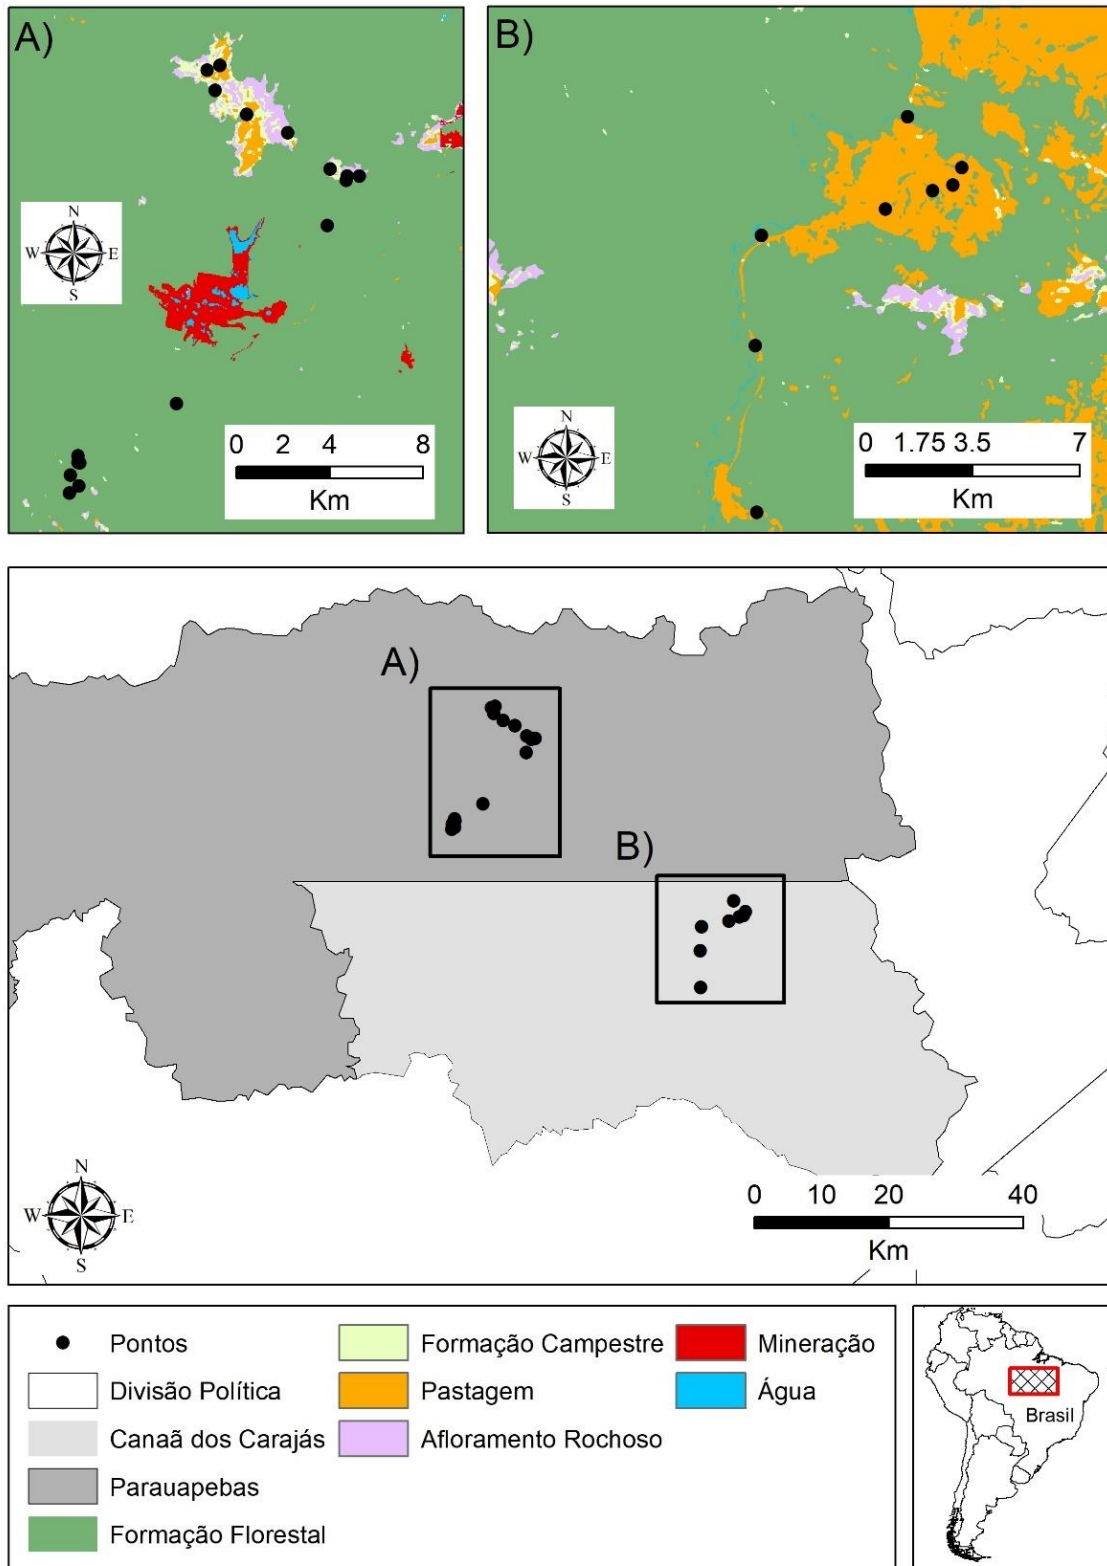 A)
N
W E
S
0 2 4 8
Km
B)
N
W E
S
0 1.75 3.5 7
Km
A)
B)
N
W E
S
0 10 20 40
Km
Pontos
Divisão Política
Canaã dos Carajás
Parauapebas
Formação Florestal
Formação Campestre
Pastagem
Afloramento Rochoso
Mineração
Água
Brasil